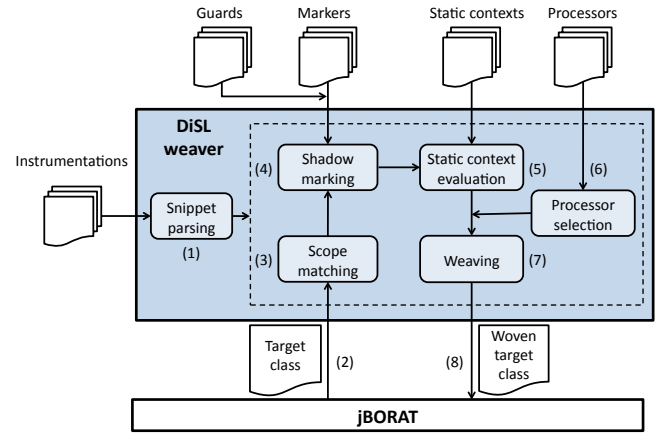 Guards
Markers
Static contexts
Processors
DiSL
weaver
Instrumentations
(4)
Shadow
marking
Static context
evaluation
(5)
(6)
Snippet
parsing
(1)
Processor
selection
(3)
Scope
matching
Weaving
(7)
Target
class
(2)
(8)
Woven
target
class
jBORAT